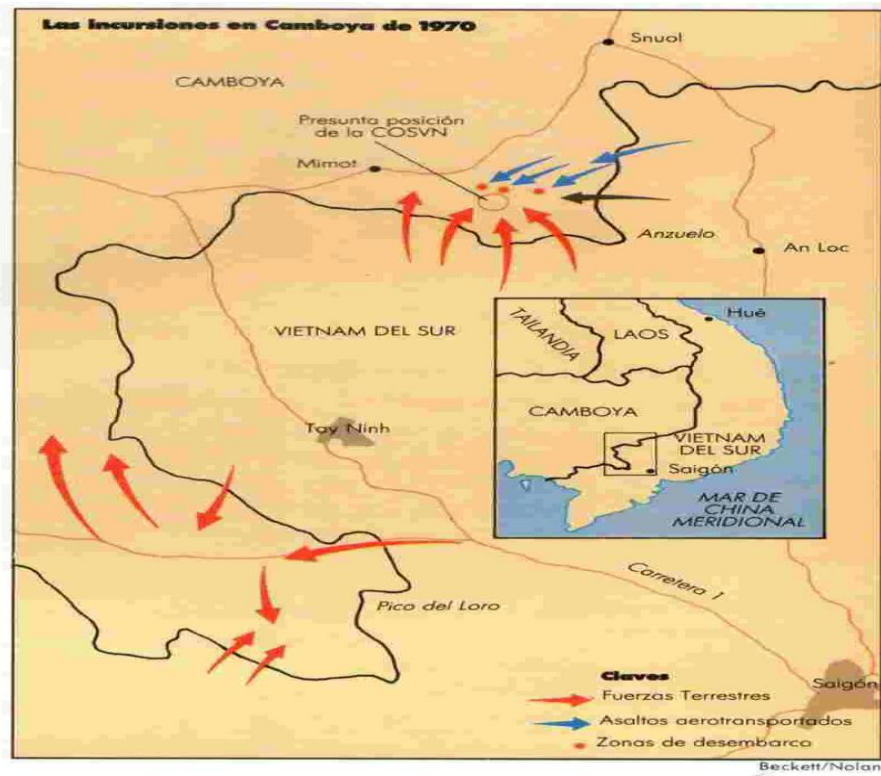 Las incursiones en Camboya de 1970
Snuol
CAMBOYA
Presunta posición
de la COSVN
Mimot
Anzuelo
An Loc
VIETNAM DEL SUR
Tay Ninh
Hué
TAILANDIA
LAOS
CAMBOYA
VIETNAM
DEL SUR
Saigón
MAR DE
CHINA
MERIDIONAL
Carretera 1
Pico del Loro
Saigón
Claves
Fuerzas Terrestres
Asaltos aerotransportados
Zonas de desembarco
Beckett/Nolan